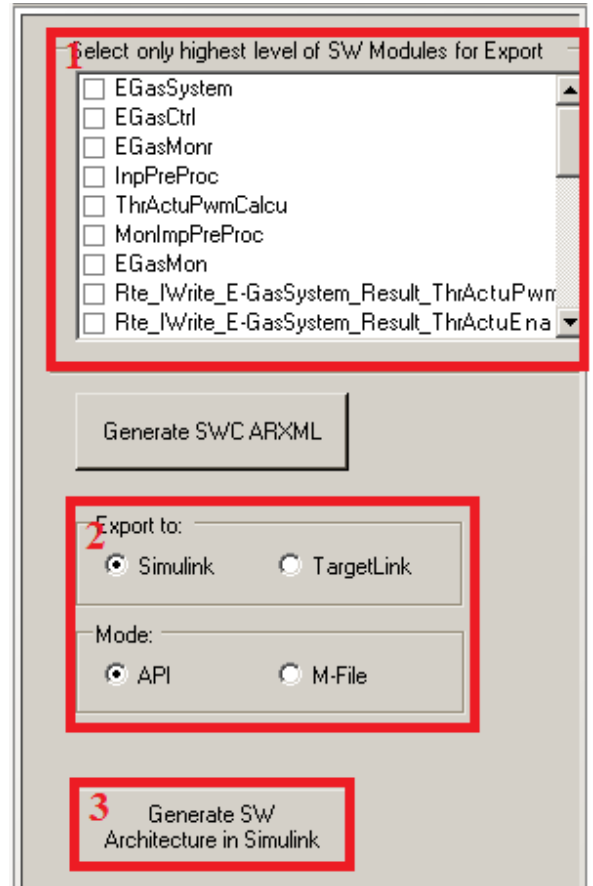 1
Select only highest level of SW Modules for Export
EGasSystem
EGasCtrl
EGasMonr
InpPreProc
ThrActuPwmCalcu
MonImpPreProc
EGasMon
Rte_IWrite_E-GasSystem_Result_ThrActuPwm
Rte_IWrite_E-GasSystem_Result_ThrActuEna
Generate SWC ARXML
2
Export to:
Simulink TargetLink
Mode:
API M-File
3
Generate SW
Architecture in Simulink